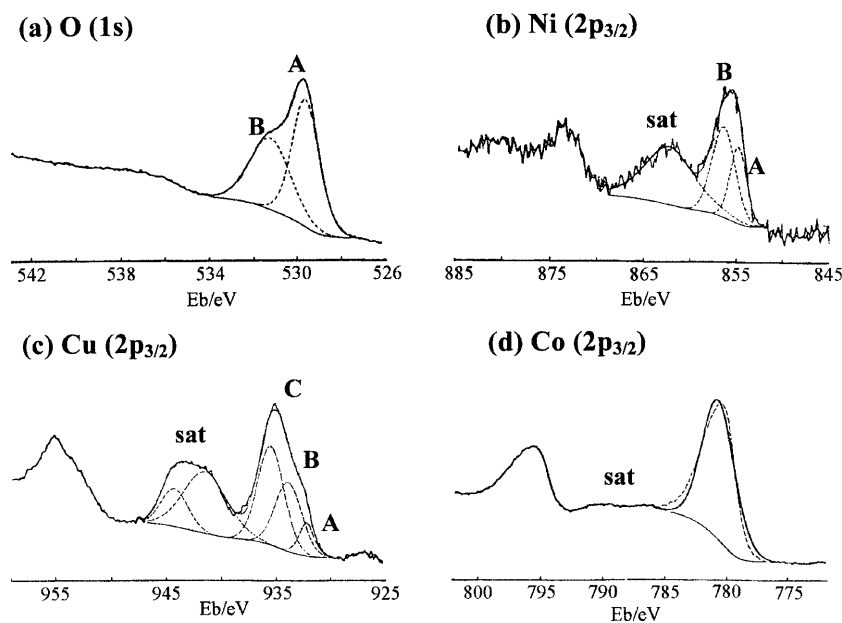 (a) O (1s)
A
B
542 538 534 530 526
Eb/eV
(b) Ni (2p3/2)
B
sat
A
885 875 865 855 845
Eb/eV
(c) Cu (2p3/2)
C
sat
B
A
955 945 935 925
Eb/eV
(d) Co (2p3/2)
sat
800 795 790 785 780 775
Eb/eV